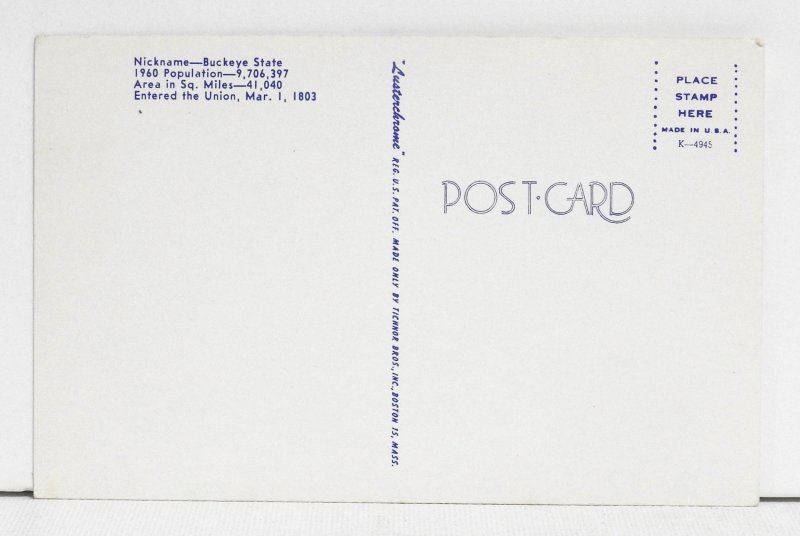 Nickname—Buckeye State
1960 Population—9,706,397
Area in Sq. Miles—41,040
Entered the Union, Mar. 1, 1803
"Lusterchrome" REG. U.S. PAT. OFF. MADE ONLY BY TICHNOR BROS., INC., BOSTON 15, MASS.
PLACE
STAMP
HERE
MADE IN U.S.A.
K—4945
POST·CARD